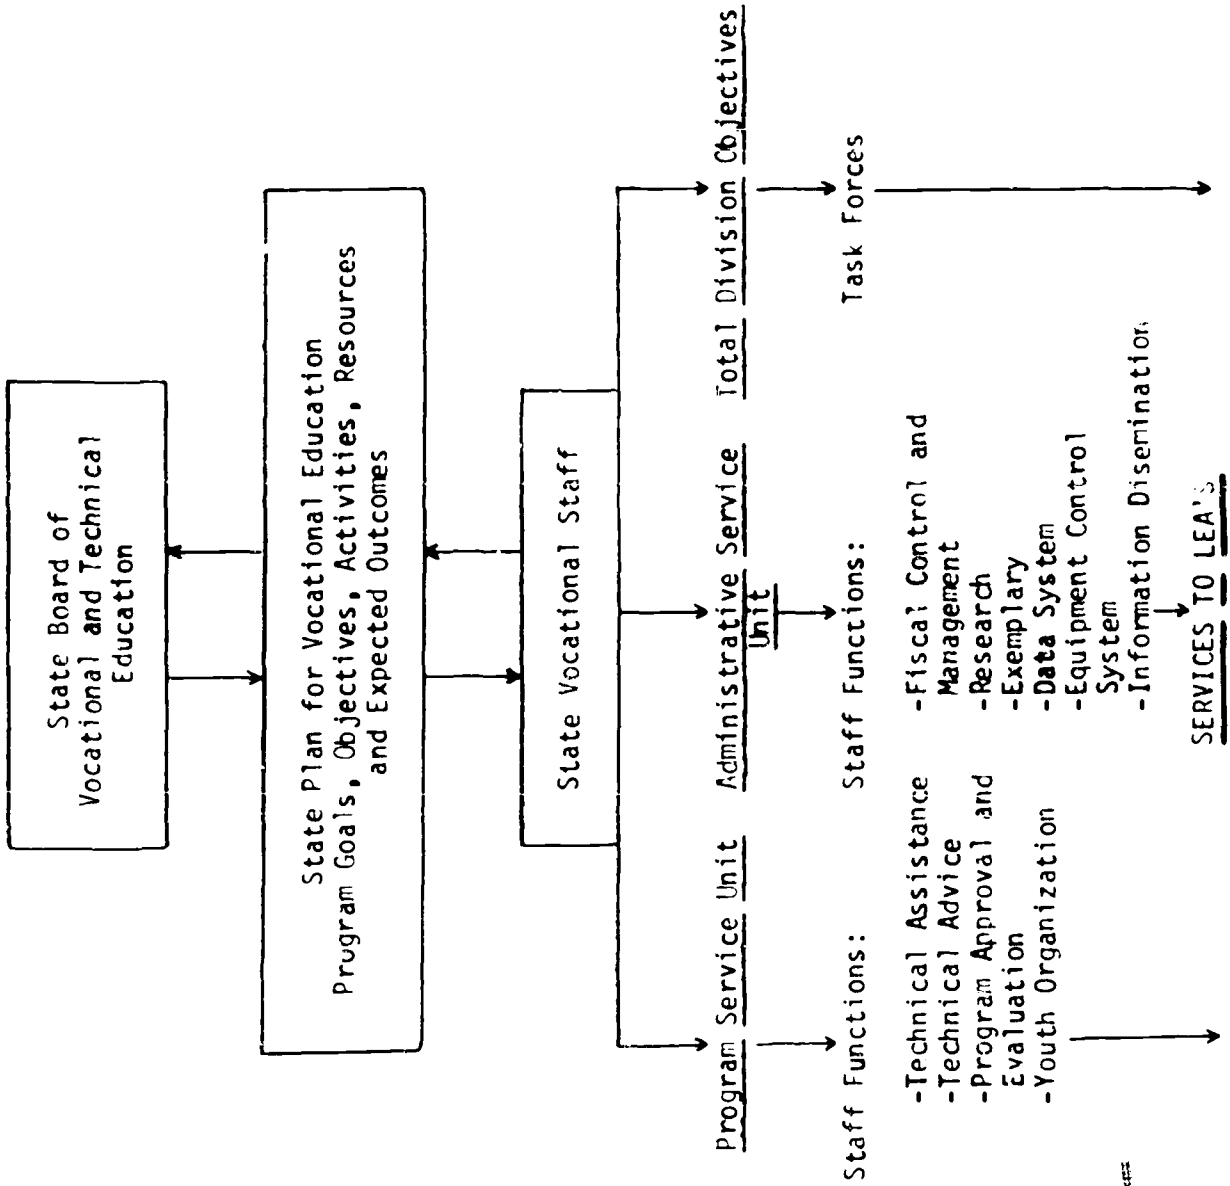 State Board of
Vocational and Technical
Education
State Plan for Vocational Education
Program Goals, Objectives, Activities, Resources
and Expected Outcomes
State Vocational Staff
Program Service Unit
Administrative Service
Unit
Total Division Objectives
Staff Functions:
-Technical Assistance
-Technical Advice
-Program Approval and
Evaluation
-Youth Organization
Staff Functions:
-Fiscal Control and
Management
-Research
-Exemplary
-Data System
-Equipment Control
System
-Information Disemination
Task Forces
SERVICES TO LEA'S